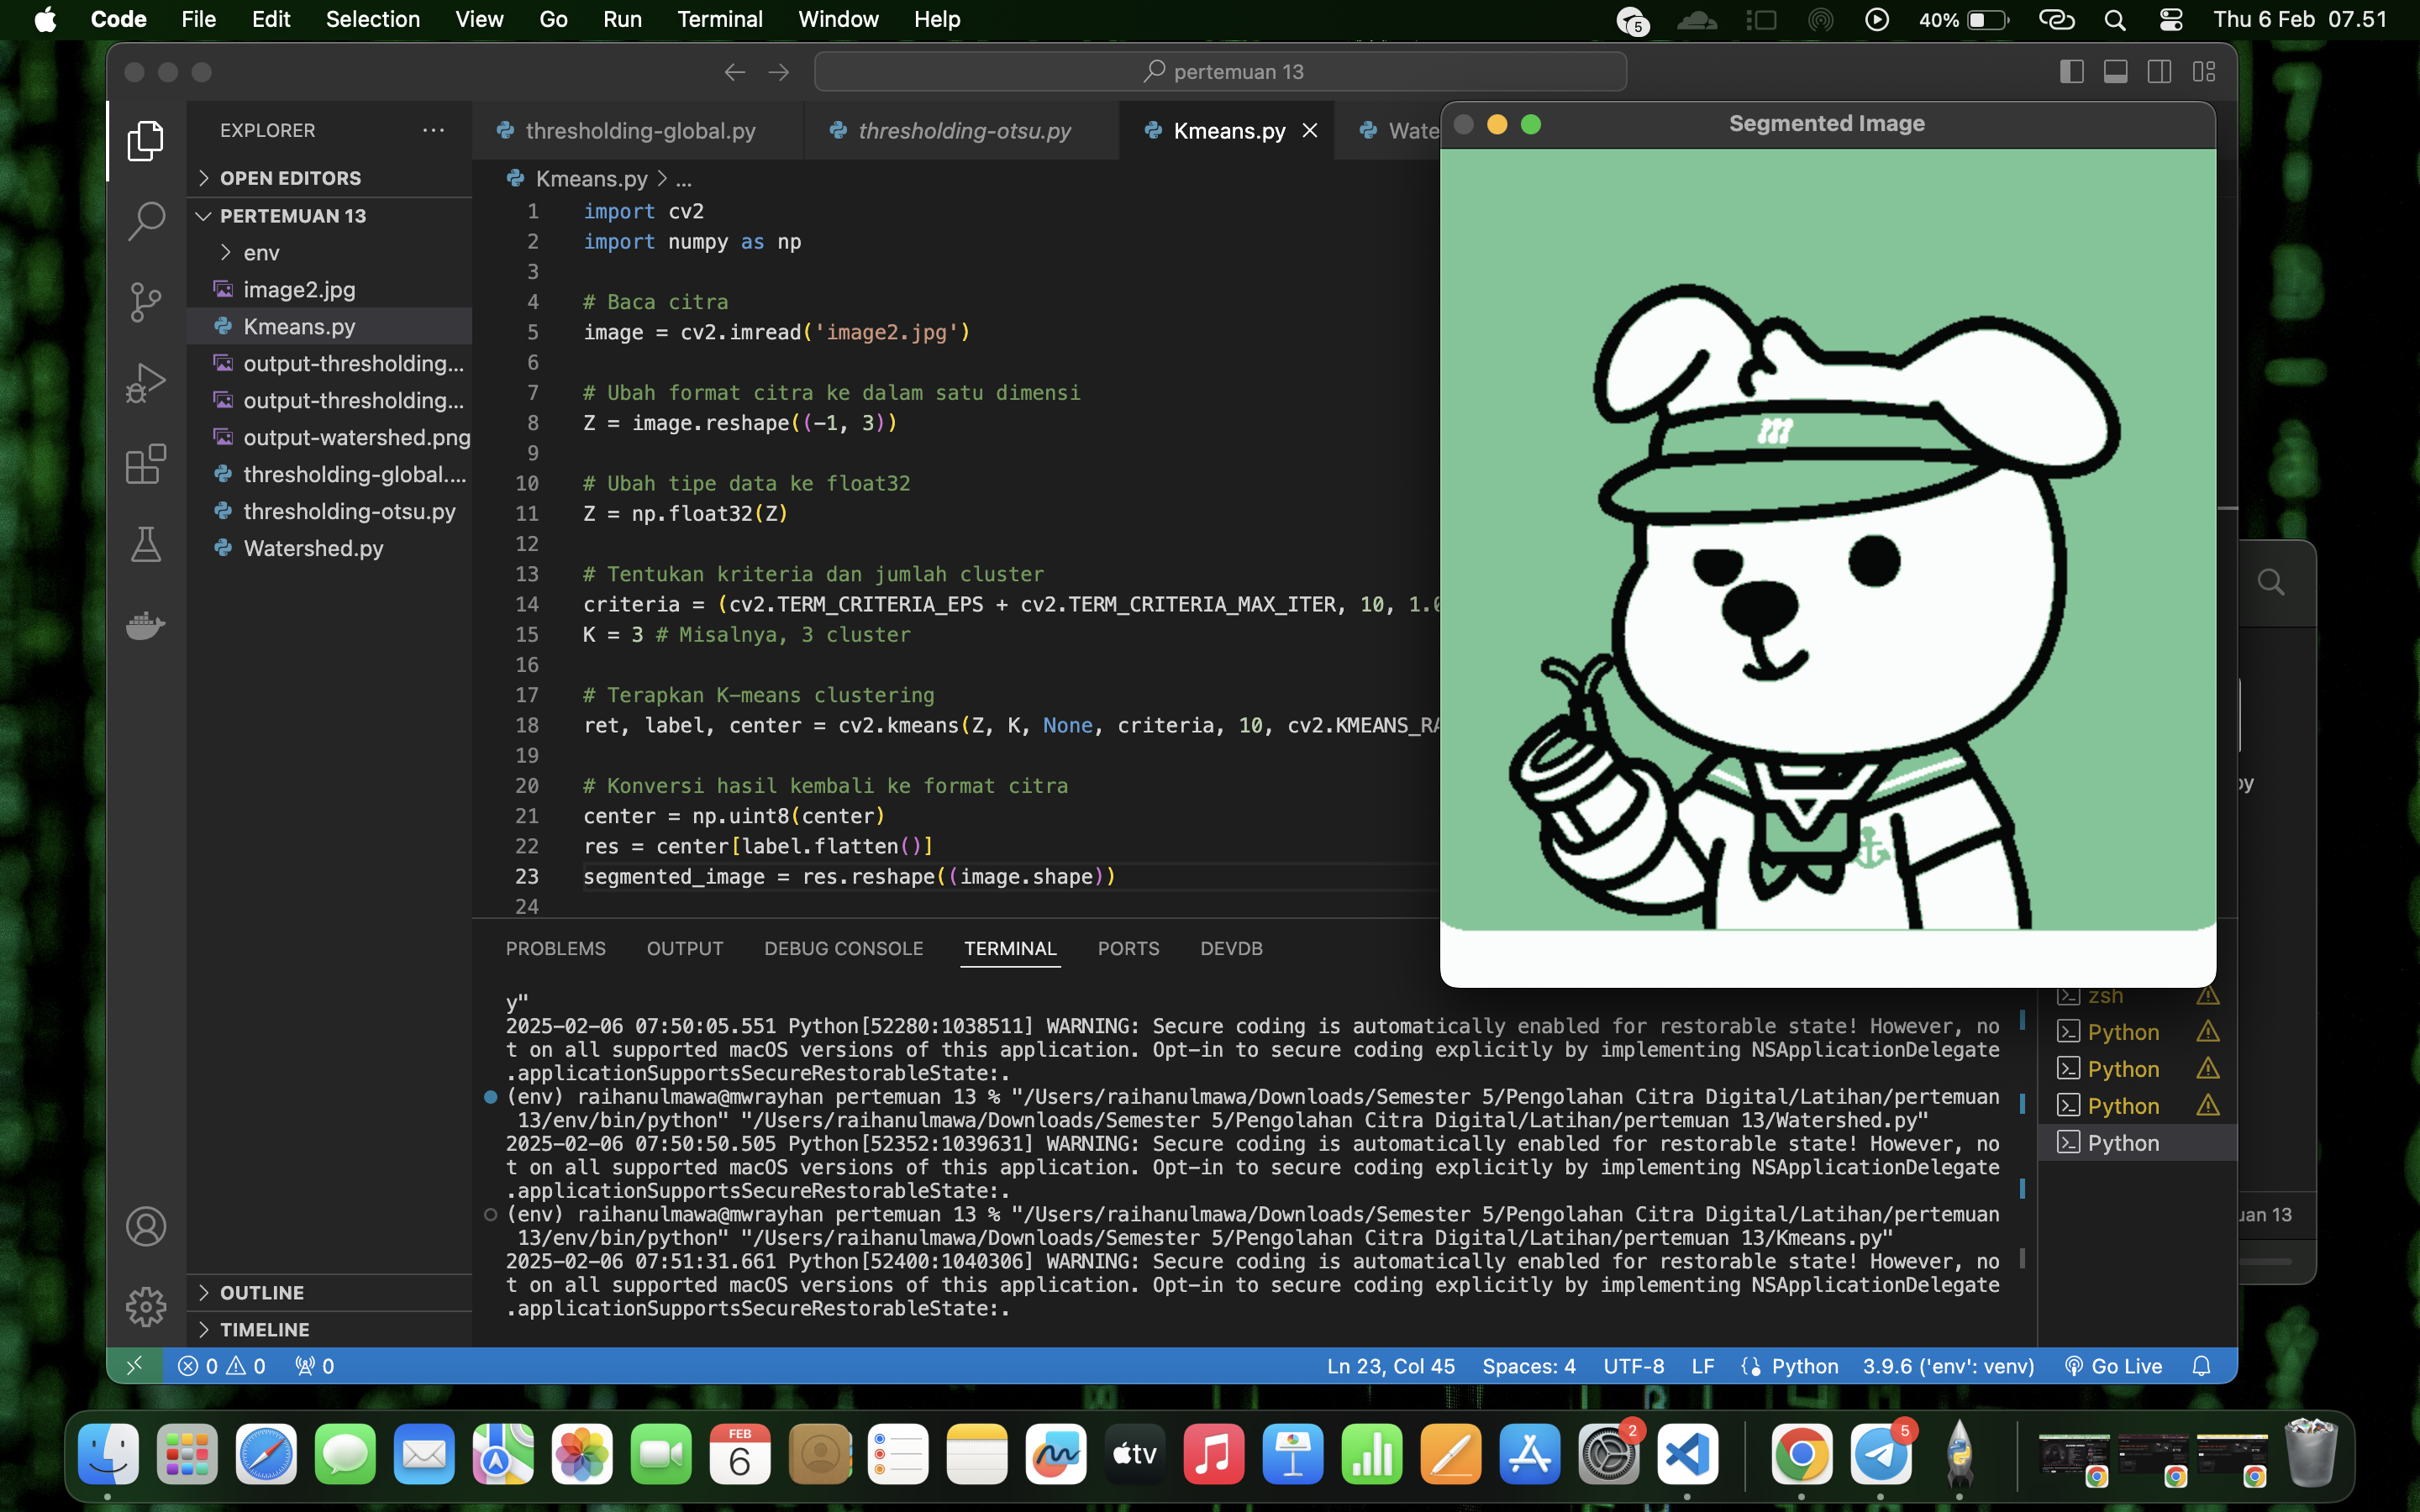 Code File Edit Selection View Go Run Terminal Window Help
5 40% Thu 6 Feb 07.51
pertemuan 13
EXPLORER
OPEN EDITORS
PERTEMUAN 13
env
image2.jpg
Kmeans.py
output-thresholding...
output-thresholding...
output-watershed.png
thresholding-global....
thresholding-otsu.py
Watershed.py
OUTLINE
TIMELINE
thresholding-global.py thresholding-otsu.py Kmeans.py Wate
Kmeans.py > ...
1 import cv2
2 import numpy as np
3
4 # Baca citra
5 image = cv2.imread('image2.jpg')
6
7 # Ubah format citra ke dalam satu dimensi
8 Z = image.reshape((-1, 3))
9
10 # Ubah tipe data ke float32
11 Z = np.float32(Z)
12
13 # Tentukan kriteria dan jumlah cluster
14 criteria = (cv2.TERM_CRITERIA_EPS + cv2.TERM_CRITERIA_MAX_ITER, 10, 1.0
15 K = 3 # Misalnya, 3 cluster
16
17 # Terapkan K-means clustering
18 ret, label, center = cv2.kmeans(Z, K, None, criteria, 10, cv2.KMEANS_RA
19
20 # Konversi hasil kembali ke format citra
21 center = np.uint8(center)
22 res = center[label.flatten()]
23 segmented_image = res.reshape((image.shape))
24
Segmented Image
PROBLEMS OUTPUT DEBUG CONSOLE TERMINAL PORTS DEVDB
y"
2025-02-06 07:50:05.551 Python[52280:1038511] WARNING: Secure coding is automatically enabled for restorable state! However, no
t on all supported macOS versions of this application. Opt-in to secure coding explicitly by implementing NSApplicationDelegate
.applicationSupportsSecureRestorableState:.
(env) raihanulmawa@mwrayhan pertemuan 13 % "/Users/raihanulmawa/Downloads/Semester 5/Pengolahan Citra Digital/Latihan/pertemuan
13/env/bin/python" "/Users/raihanulmawa/Downloads/Semester 5/Pengolahan Citra Digital/Latihan/pertemuan 13/Watershed.py"
2025-02-06 07:50:50.505 Python[52352:1039631] WARNING: Secure coding is automatically enabled for restorable state! However, no
t on all supported macOS versions of this application. Opt-in to secure coding explicitly by implementing NSApplicationDelegate
.applicationSupportsSecureRestorableState:.
(env) raihanulmawa@mwrayhan pertemuan 13 % "/Users/raihanulmawa/Downloads/Semester 5/Pengolahan Citra Digital/Latihan/pertemuan
13/env/bin/python" "/Users/raihanulmawa/Downloads/Semester 5/Pengolahan Citra Digital/Latihan/pertemuan 13/Kmeans.py"
2025-02-06 07:51:31.661 Python[52400:1040306] WARNING: Secure coding is automatically enabled for restorable state! However, no
t on all supported macOS versions of this application. Opt-in to secure coding explicitly by implementing NSApplicationDelegate
.applicationSupportsSecureRestorableState:.
zsh
Python
Python
Python
Python
py
uan 13
0 0 0 Ln 23, Col 45 Spaces: 4 UTF-8 LF Python 3.9.6 ('env': venv) Go Live
FEB
6
tv
2
5